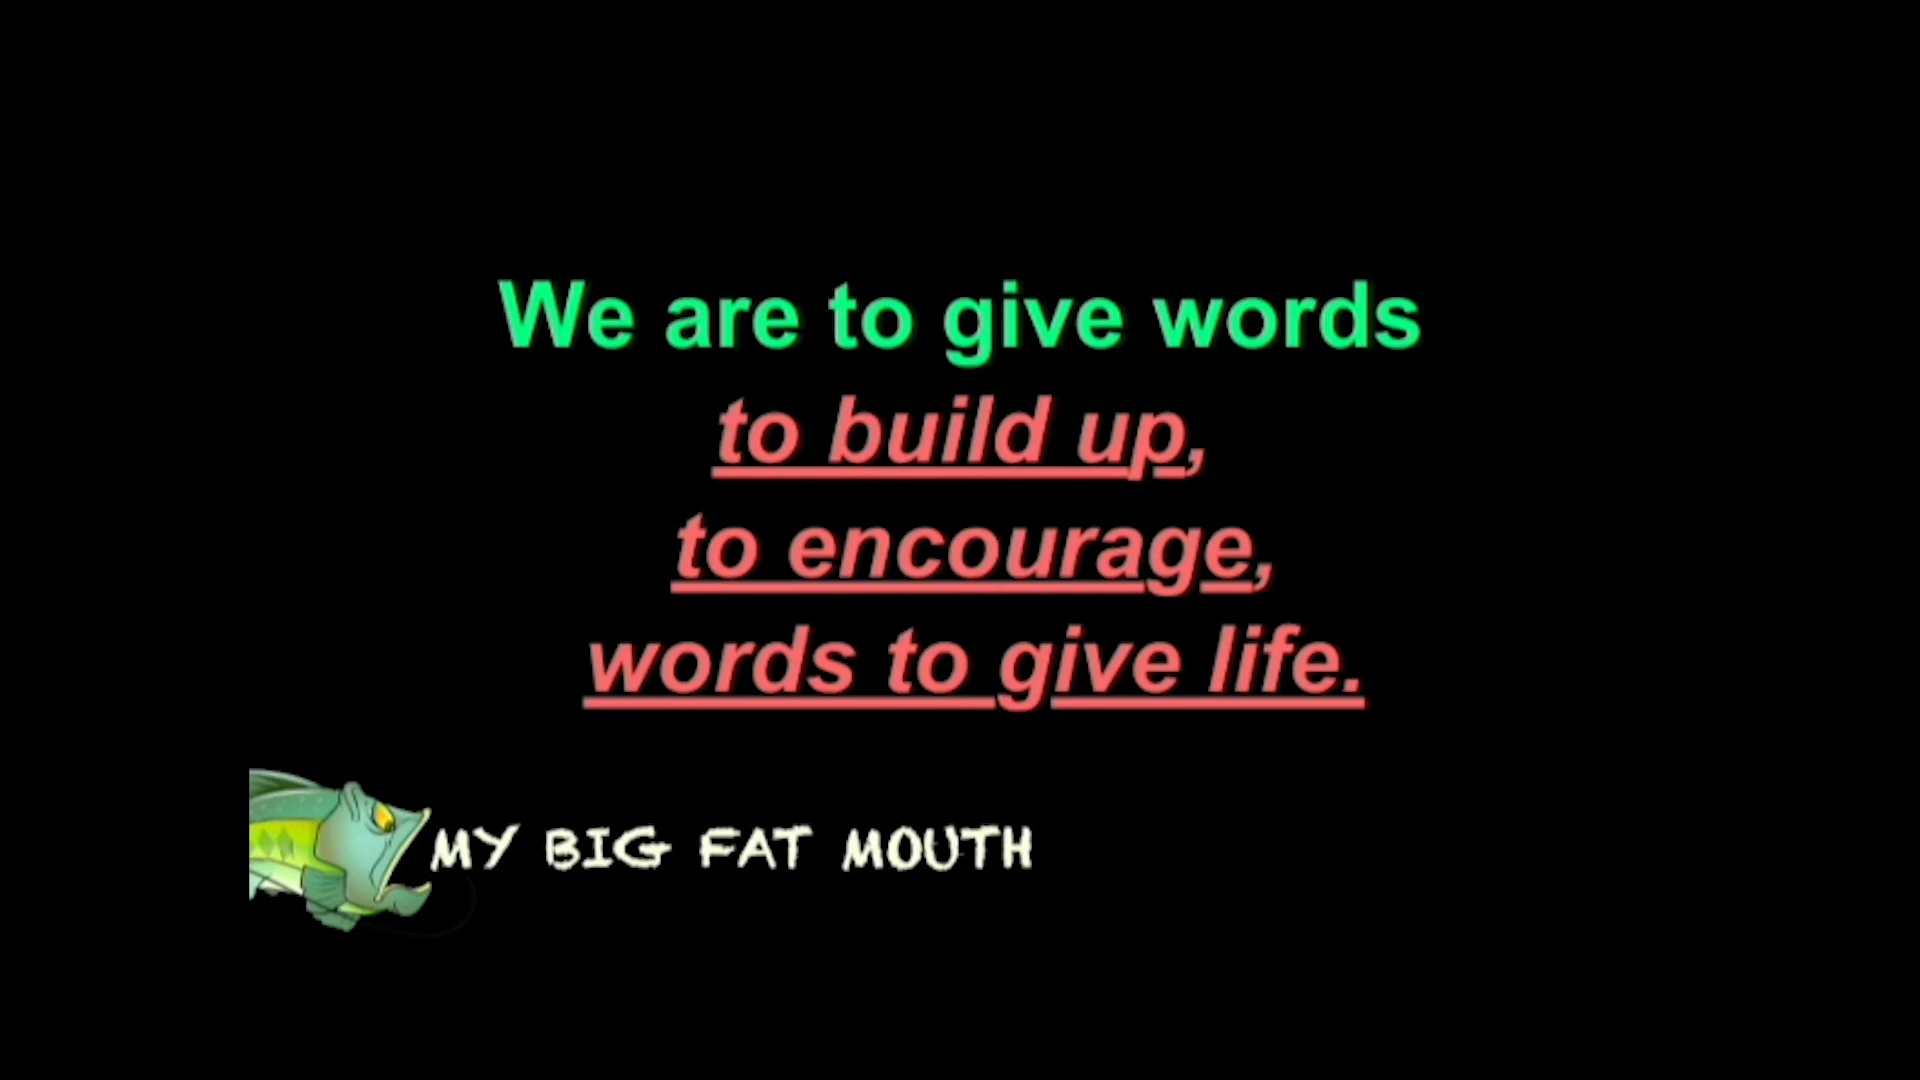 We are to give words
to build up,
to encourage,
words to give life.
MY BIG FAT MOUTH